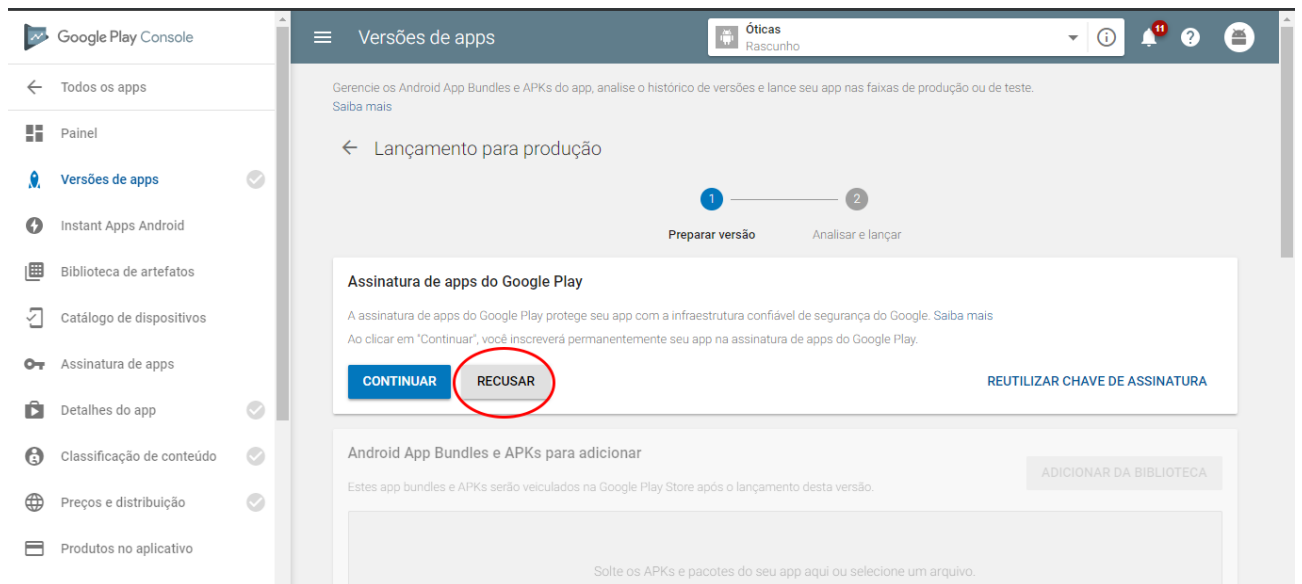 Google Play Console
Versões de apps
Óticas
Rascunho
11
Todos os apps
Painel
Versões de apps
Instant Apps Android
Biblioteca de artefatos
Catálogo de dispositivos
Assinatura de apps
Detalhes do app
Classificação de conteúdo
Preços e distribuição
Produtos no aplicativo
Gerencie os Android App Bundles e APKs do app, analise o histórico de versões e lance seu app nas faixas de produção ou de teste.
Saiba mais
Lançamento para produção
1 2
Preparar versão Analisar e lançar
Assinatura de apps do Google Play
A assinatura de apps do Google Play protege seu app com a infraestrutura confiável de segurança do Google. Saiba mais
Ao clicar em "Continuar", você inscreverá permanentemente seu app na assinatura de apps do Google Play.
CONTINUAR RECUSAR REUTILIZAR CHAVE DE ASSINATURA
Android App Bundles e APKs para adicionar
ADICIONAR DA BIBLIOTECA
Estes app bundles e APKs serão veiculados na Google Play Store após o lançamento desta versão.
Solte os APKs e pacotes do seu app aqui ou selecione um arquivo.